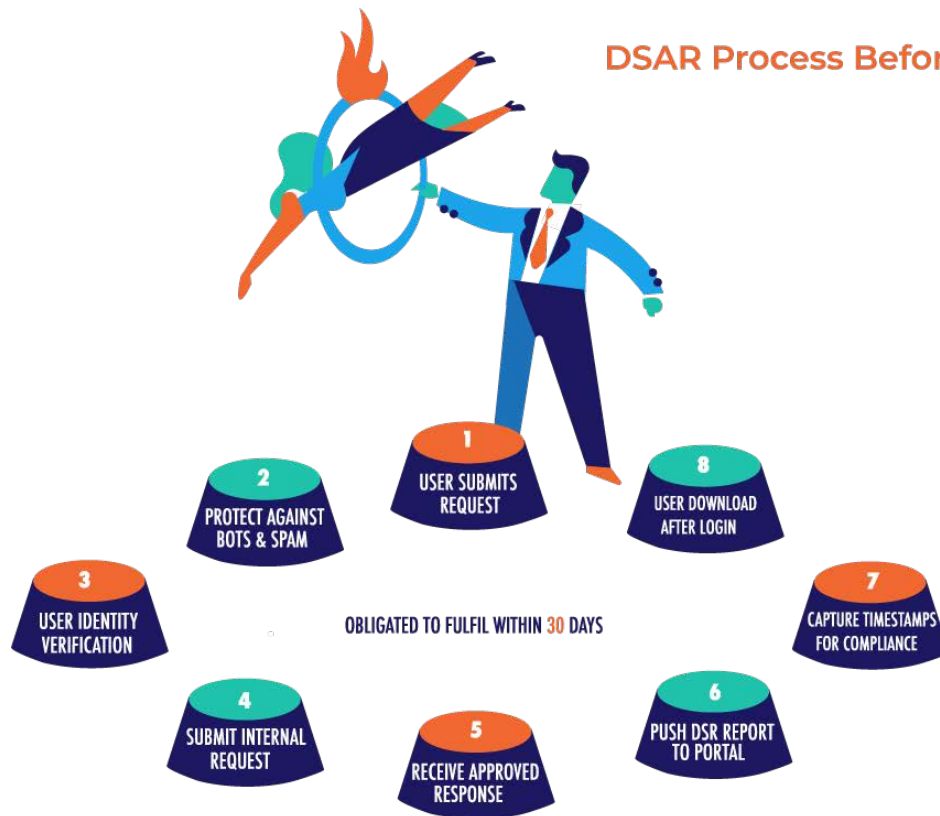 DSAR Process Befor
1
USER SUBMITS
REQUEST
2
PROTECT AGAINST
BOTS & SPAM
3
USER IDENTITY
VERIFICATION
4
SUBMIT INTERNAL
REQUEST
5
RECEIVE APPROVED
RESPONSE
6
PUSH DSR REPORT
TO PORTAL
7
CAPTURE TIMESTAMPS
FOR COMPLIANCE
8
USER DOWNLOAD
AFTER LOGIN
OBLIGATED TO FULFIL WITHIN 30 DAYS